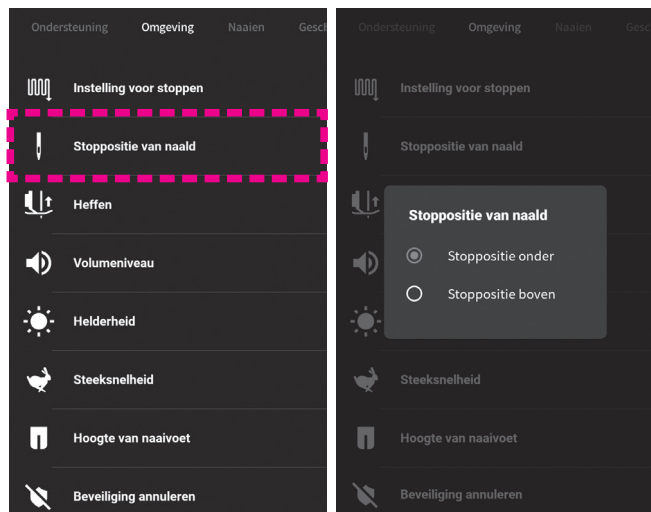 Ondersteuning Omgeving Naaien Gesch
Instelling voor stoppen
Stoppositie van naald
Heffen
Volumeniveau
Helderheid
Steeksnelheid
Hoogte van naaivoet
Beveiliging annuleren
Ondersteuning Omgeving Naaien Gesc
Instelling voor stoppen
Stoppositie van naald
Stoppositie van naald
Stoppositie onder
Stoppositie boven
Steeksnelheid
Hoogte van naaivoet
Beveiliging annuleren